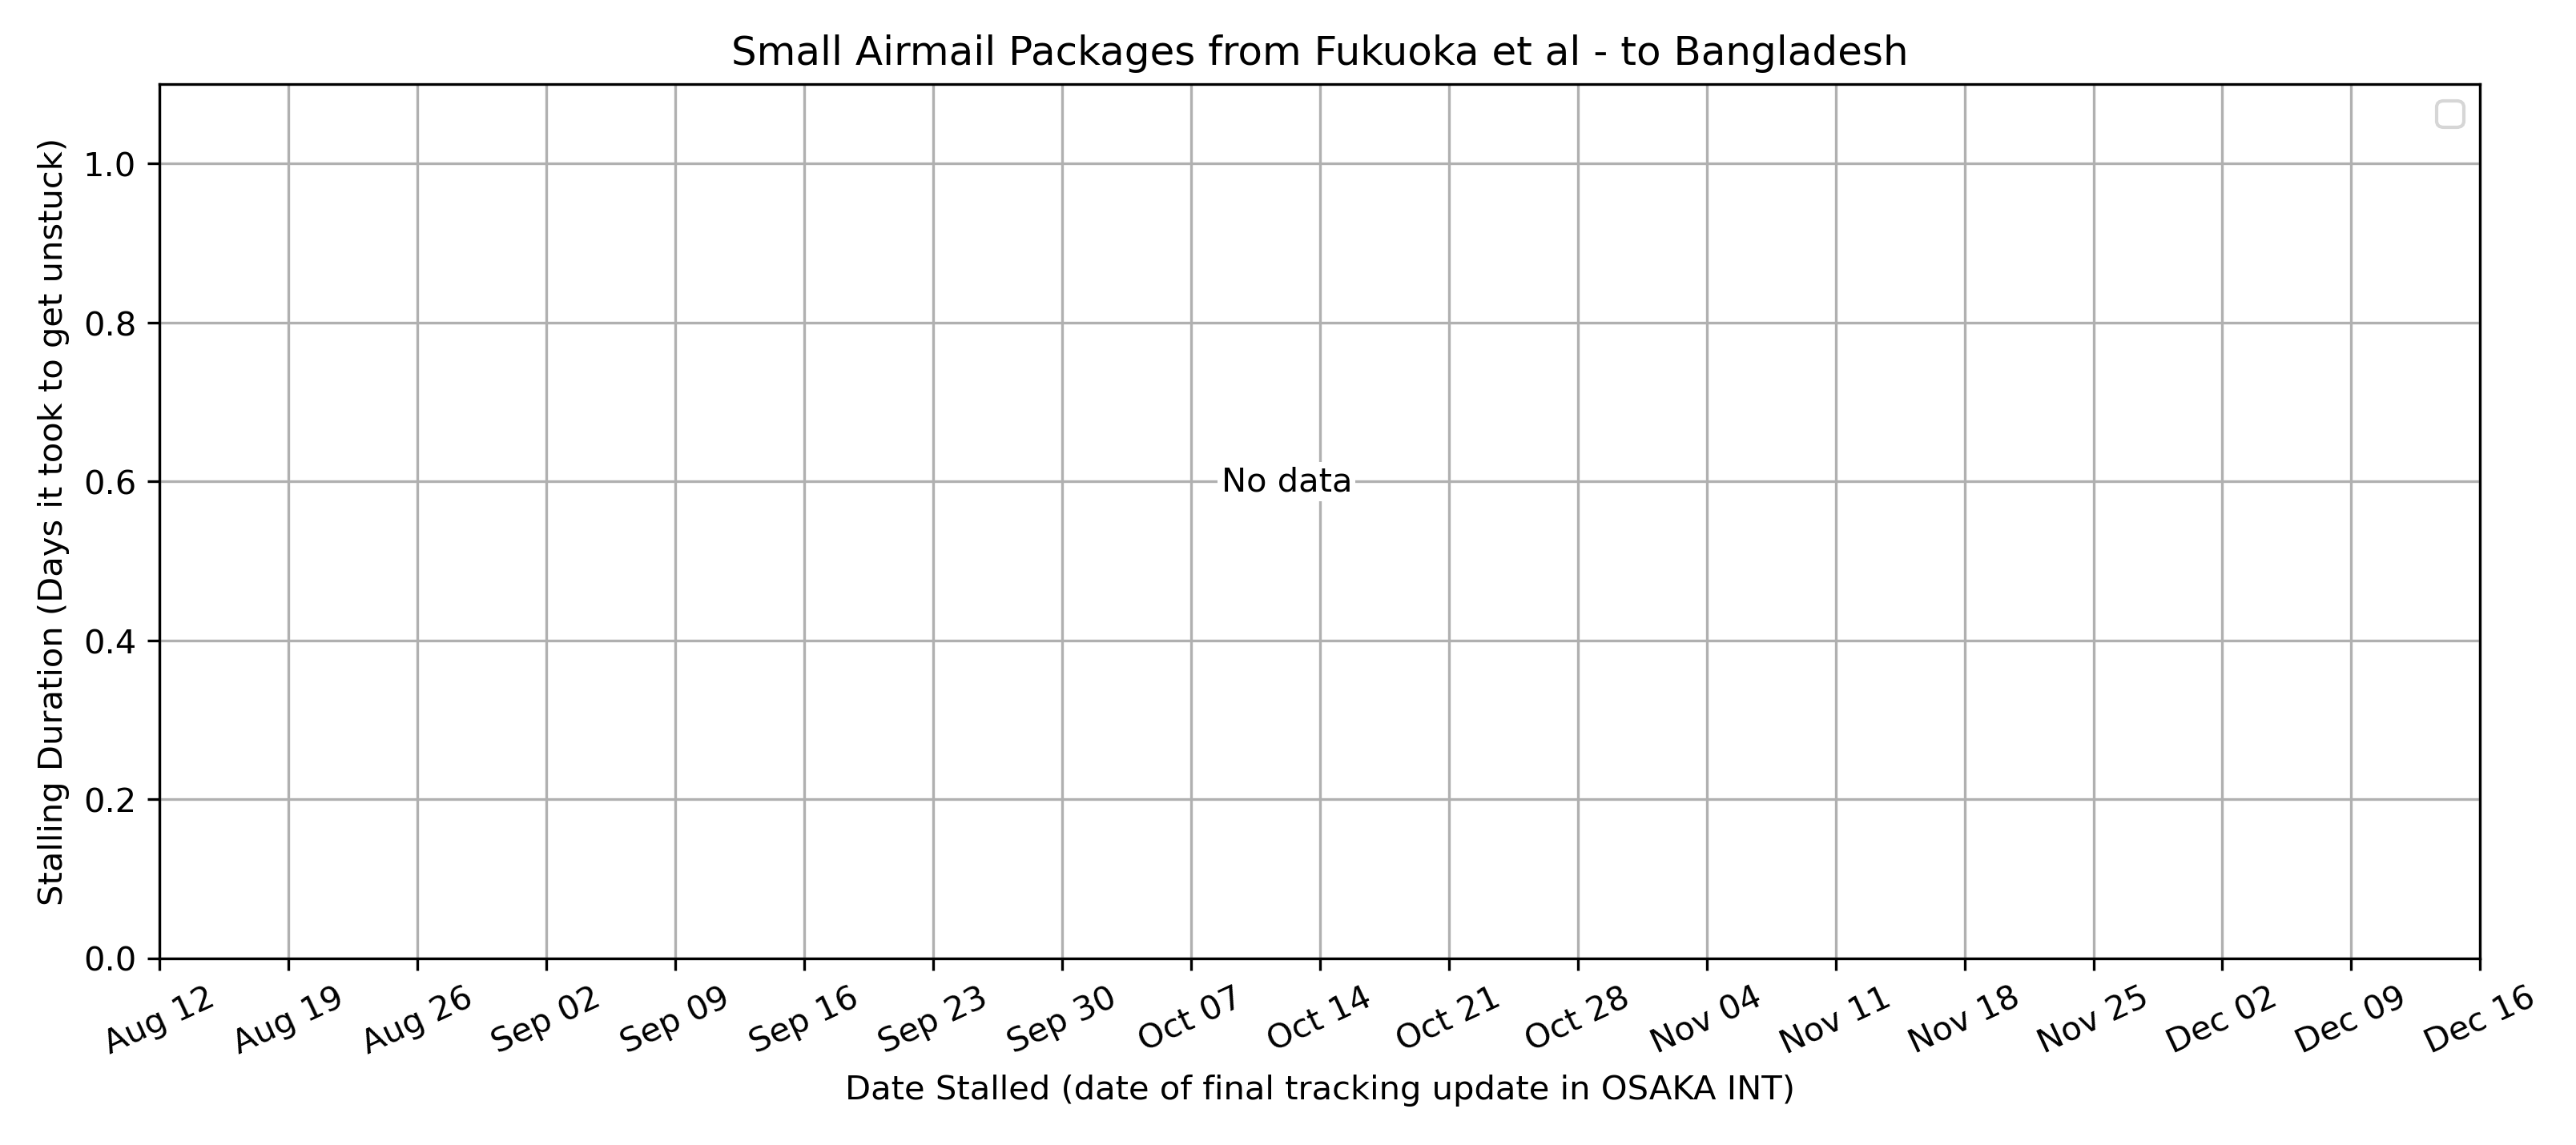 Small Airmail Packages from Fukuoka et al - to Bangladesh
Stalling Duration (Days it took to get unstuck)
1.0
0.8
0.6
0.4
0.2
0.0
No data
Aug 12
Aug 19
Aug 26
Sep 02
Sep 09
Sep 16
Sep 23
Sep 30
Oct 07
Oct 14
Oct 21
Oct 28
Nov 04
Nov 11
Nov 18
Nov 25
Dec 02
Dec 09
Dec 16
Date Stalled (date of final tracking update in OSAKA INT)